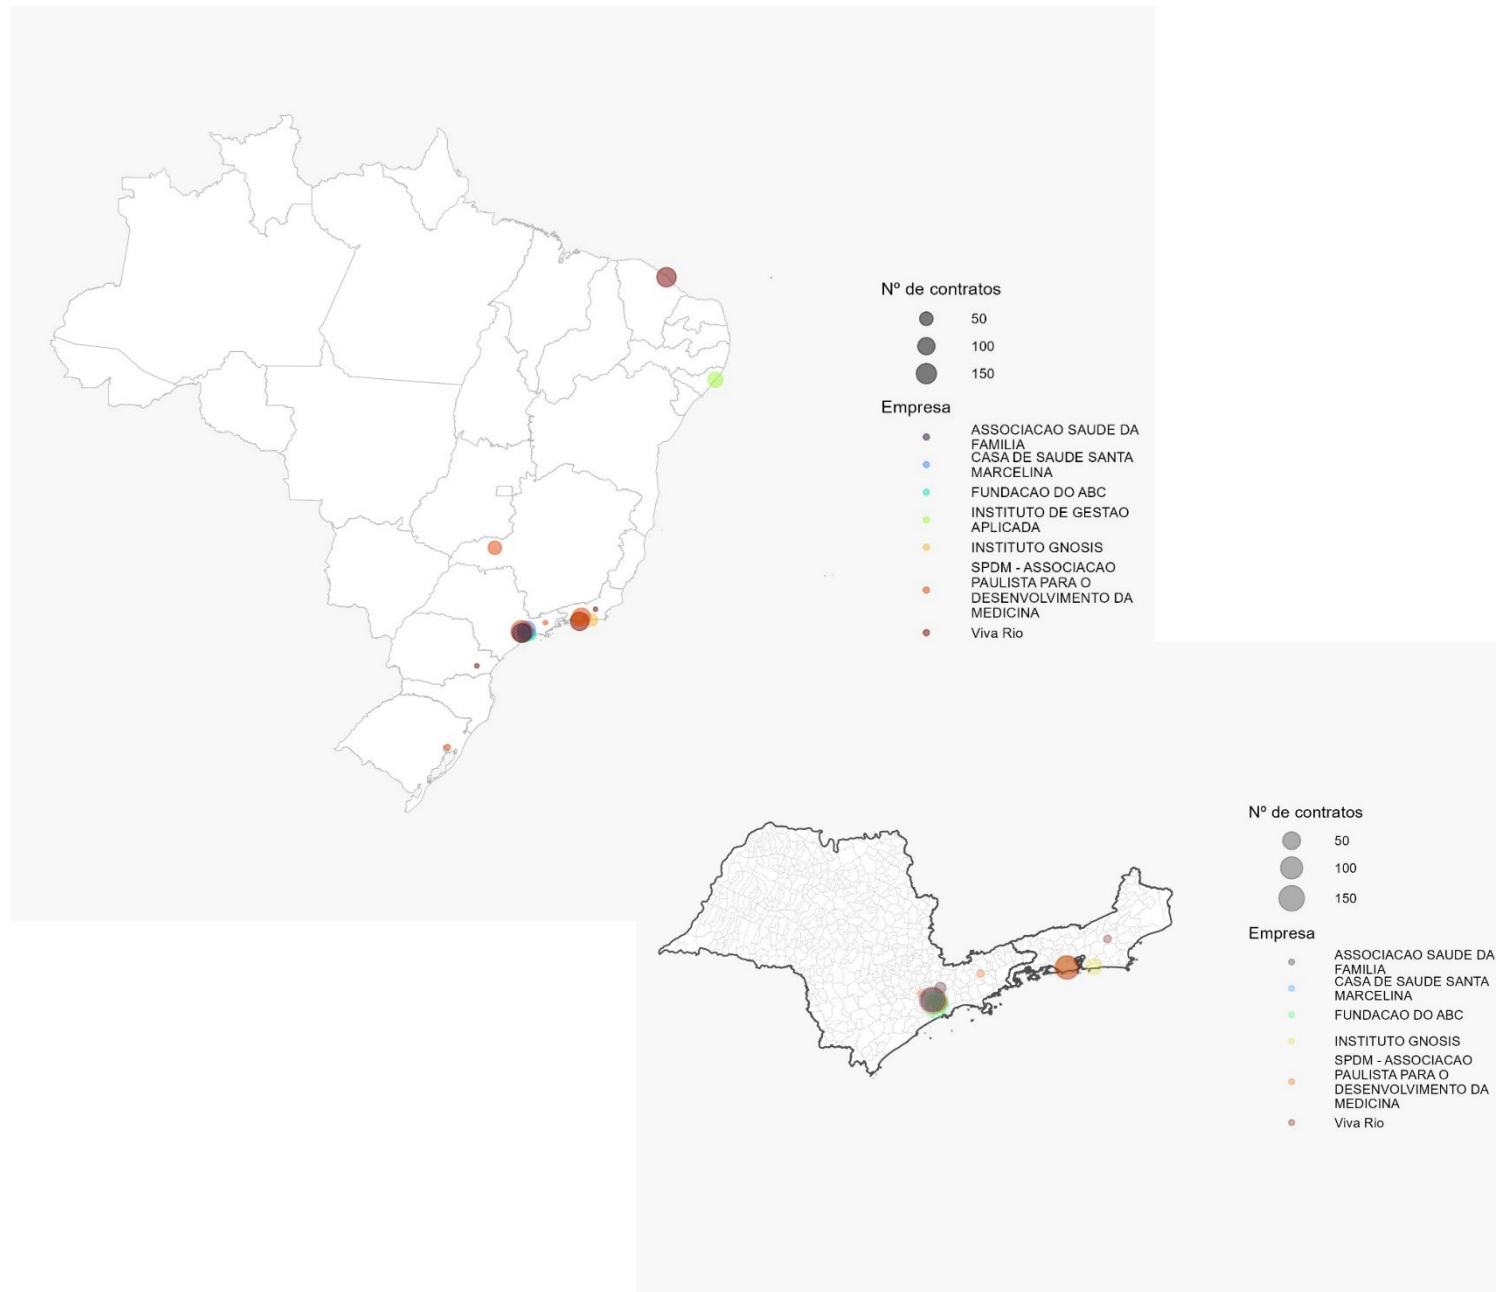 Nº de contratos
50
100
150
Empresa
ASSOCIACAO SAUDE DA
FAMILIA
CASA DE SAUDE SANTA
MARCELINA
FUNDACAO DO ABC
INSTITUTO DE GESTAO
APLICADA
INSTITUTO GNOSIS
SPDM - ASSOCIACAO
PAULISTA PARA O
DESENVOLVIMENTO DA
MEDICINA
Viva Rio
Nº de contratos
50
100
150
Empresa
ASSOCIACAO SAUDE DA
FAMILIA
CASA DE SAUDE SANTA
MARCELINA
FUNDACAO DO ABC
INSTITUTO GNOSIS
SPDM - ASSOCIACAO
PAULISTA PARA O
DESENVOLVIMENTO DA
MEDICINA
Viva Rio